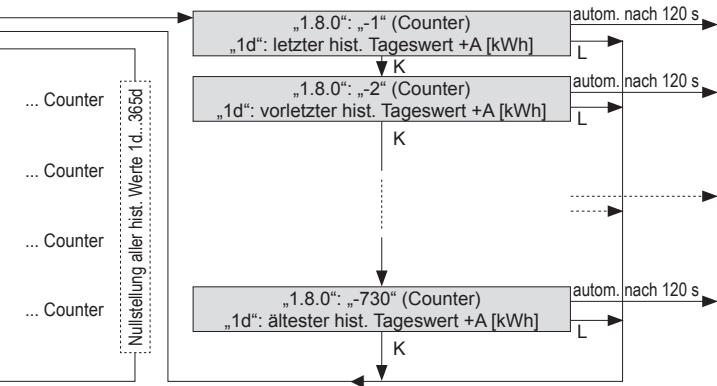 „1.8.0“: „-1“ (Counter)
„1d“: letzter hist. Tageswert +A [kWh]
autom. nach 120 s
L
K
„1.8.0“: „-2“ (Counter)
„1d“: vorletzter hist. Tageswert +A [kWh]
autom. nach 120 s
L
K
... Counter
... Counter
... Counter
... Counter
Nullstellung aller hist. Werte 1d...365d
„1.8.0“: „-730“ (Counter)
„1d“: ältester hist. Tageswert +A [kWh]
autom. nach 120 s
L
K